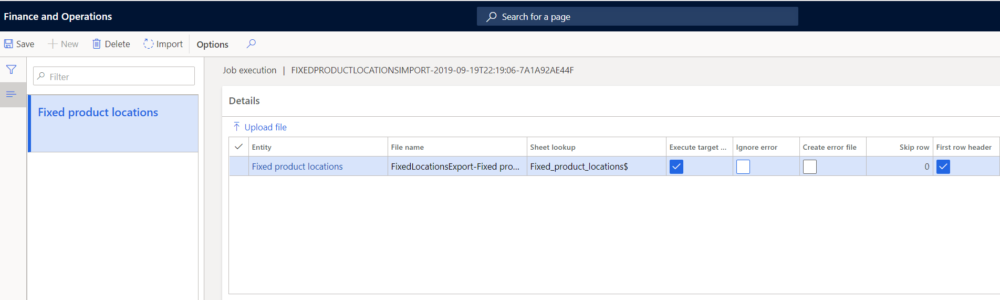 Finance and Operations
Search for a page
Save New Delete Import Options
Filter
Fixed product locations
Job execution | FIXEDPRODUCTLOCATIONSIMPORT-2019-09-19T22:19:06-7A1A92AE44F
Details
Upload file
Entity File name Sheet lookup Execute target ... Ignore error Create error file Skip row First row header
Fixed product locations FixedLocationsExport-Fixed pro... Fixed_product_locations$ 0